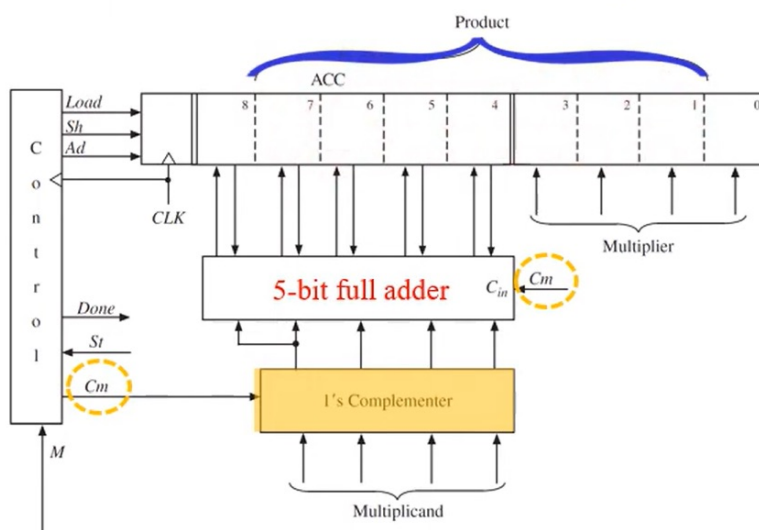 Product
ACC
8 7 6 5 4 3 2 1 0
Load
Sh
Ad
C
o
n
t
r
o
l
CLK
Multiplier
5-bit full adder
Cin
Cm
Done
St
Cm
1's Complementer
M
Multiplicand